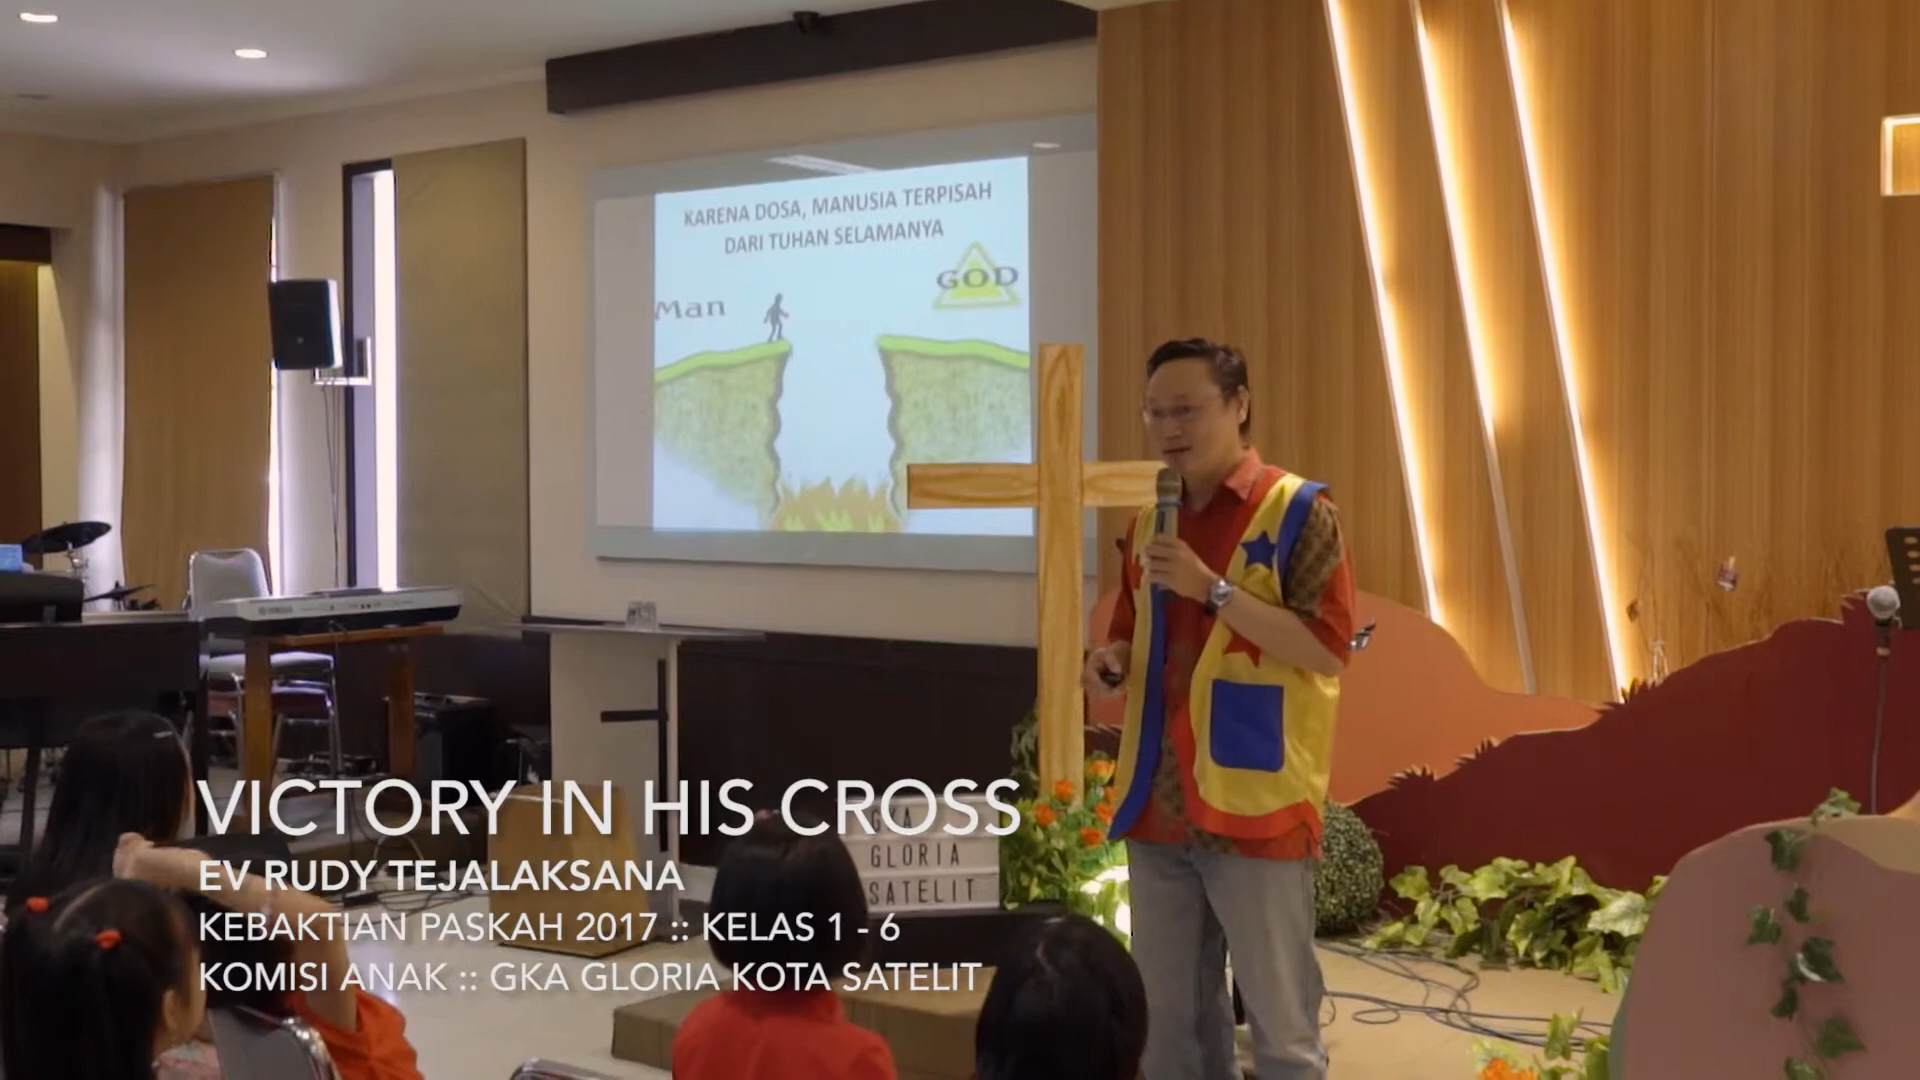 KARENA DOSA, MANUSIA TERPISAH
DARI TUHAN SELAMANYA
GOD
Man
VICTORY IN HIS CROSS
GKA
GLORIA
SATELIT
EV RUDY TEJALAKSANA
KEBAKTIAN PASKAH 2017 :: KELAS 1 - 6
KOMISI ANAK :: GKA GLORIA KOTA SATELIT